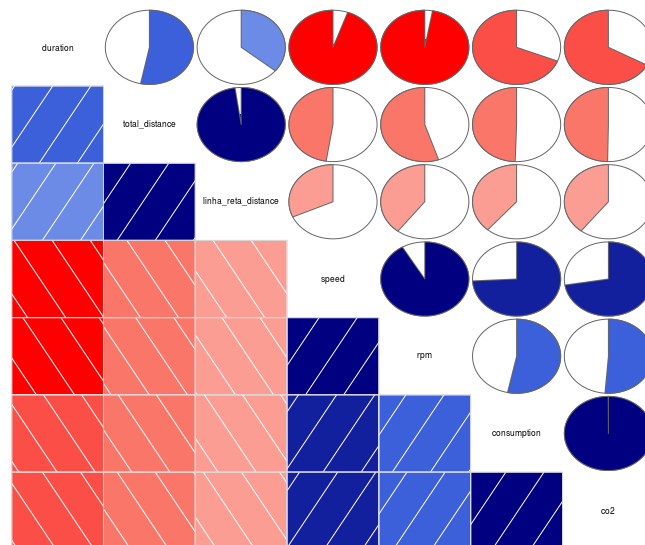 duration
total_distance
linha_reta_distance
speed
rpm
consumption
co2